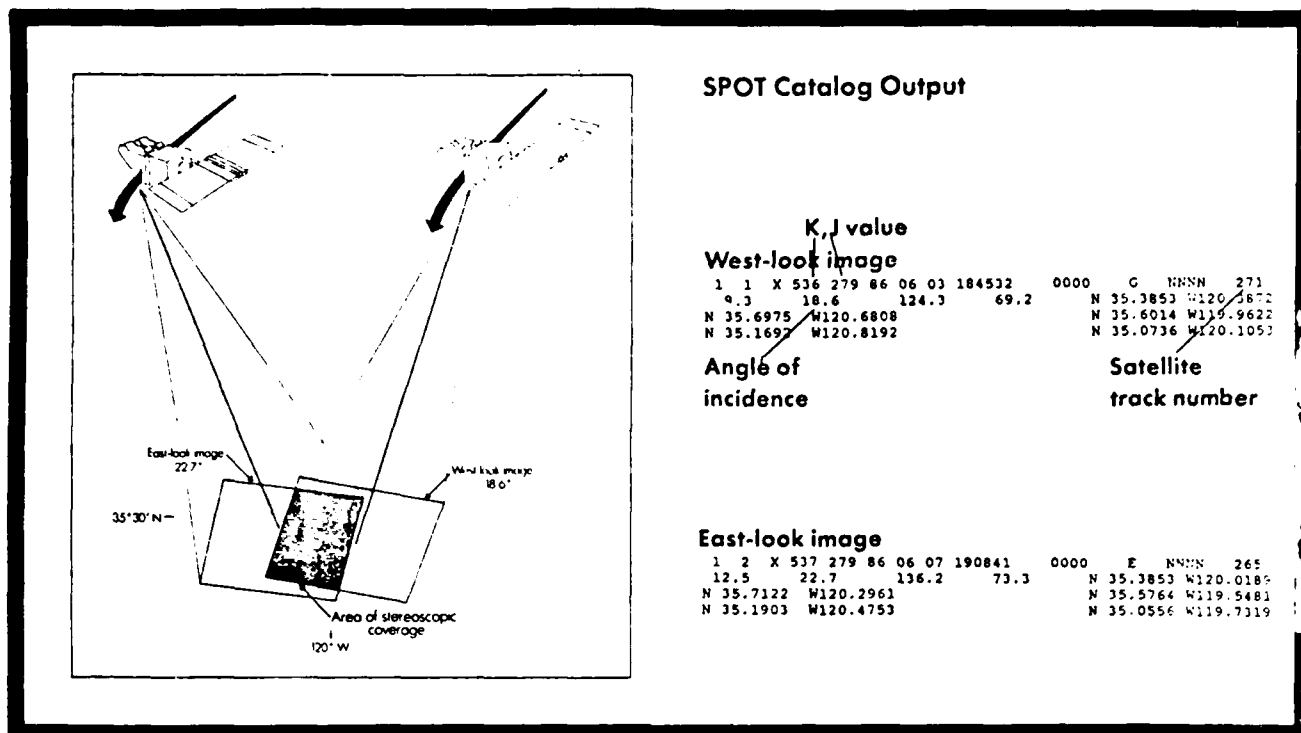 East-look image
22.7°
West look image
18.6°
35°30' N
Area of stereoscopic
coverage
120° W
SPOT Catalog Output
K,J value
West-look image
1 1 X 536 279 86 06 03 184532 0000 G NNNN 271
9.3 18.6 124.3 69.2 N 35.3853 W120.3872
N 35.6975 W120.6808 N 35.6014 W119.9622
N 35.1692 W120.8192 N 35.0736 W120.1053
Angle of Satellite
incidence track number
East-look image
1 2 X 537 279 86 06 07 190841 0000 E NNNN 265
12.5 22.7 136.2 73.3 N 35.3853 W120.0189
N 35.7122 W120.2961 N 35.5764 W119.5481
N 35.1903 W120.4753 N 35.0556 W119.7319